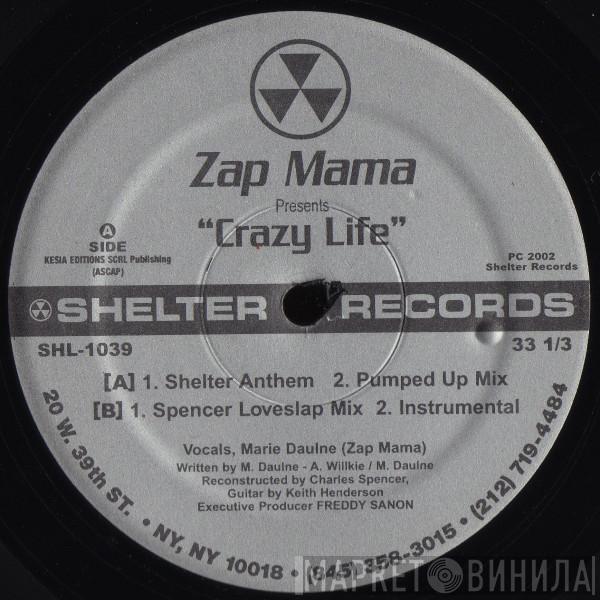 Zap Mama
Presents
“Crazy Life”
A
SIDE
KESIA EDITIONS SCRL Publishing
(ASCAP)
PC 2002
Shelter Records
SHELTER RECORDS
SHL-1039
33 1/3
[A] 1. Shelter Anthem 2. Pumped Up Mix
[B] 1. Spencer Loveslap Mix 2. Instrumental
Vocals, Marie Daulne (Zap Mama)
Written by M. Daulne - A. Willkie / M. Daulne
Reconstructed by Charles Spencer,
Guitar by Keith Henderson
Executive Producer FREDDY SANON
20 W. 39th ST. • NY, NY 10018 • (845) 358-3015 • (212) 719-4484
МАРКЕТ ВИНИЛА